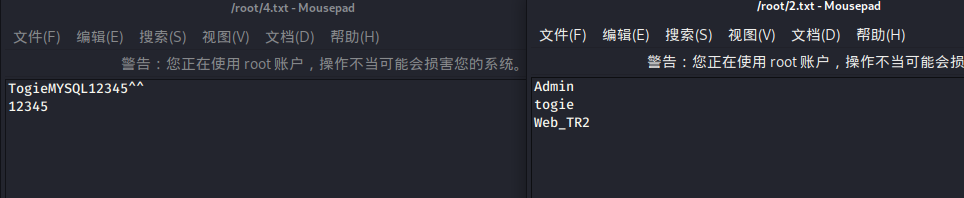 /root/4.txt - Mousepad
文件(F) 编辑(E) 搜索(S) 视图(V) 文档(D) 帮助(H)
警告：您正在使用 root 账户，操作不当可能会损害您的系统。
TogieMYSQL12345^^
12345
/root/2.txt - Mousepad
文件(F) 编辑(E) 搜索(S) 视图(V) 文档(D) 帮助(H)
警告：您正在使用 root 账户，操作不当可能会损
Admin
togie
Web_TR2